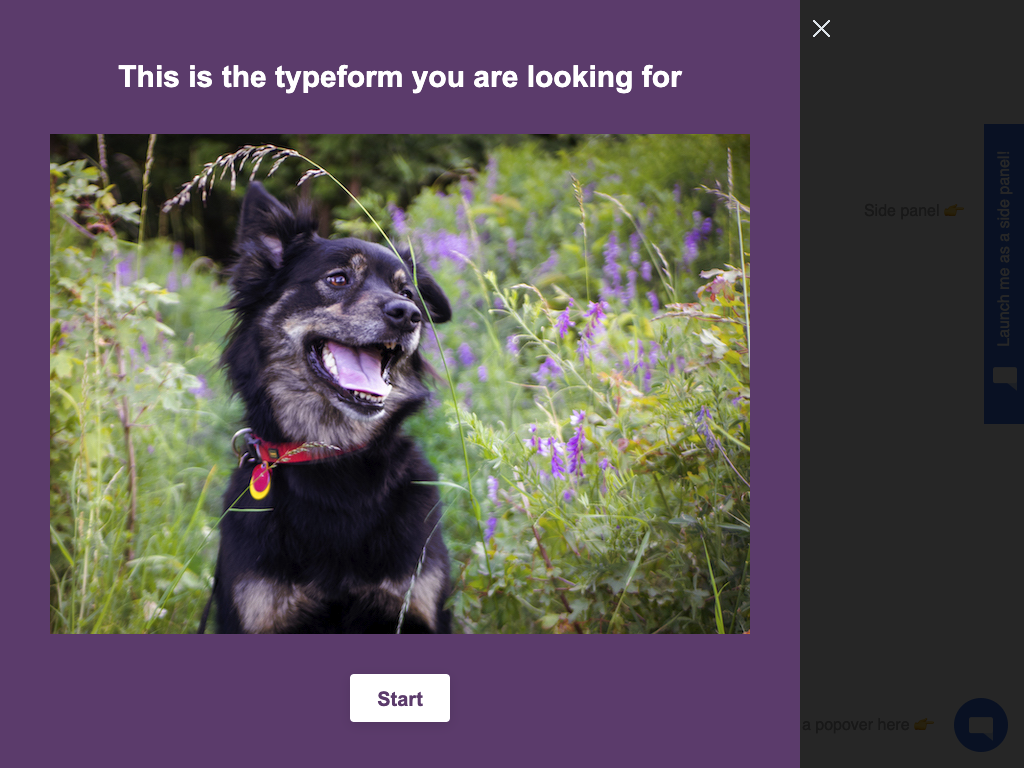 This is the typeform you are looking for
Side panel 👉
Launch me as a side panel!
Start
a popover here 👉